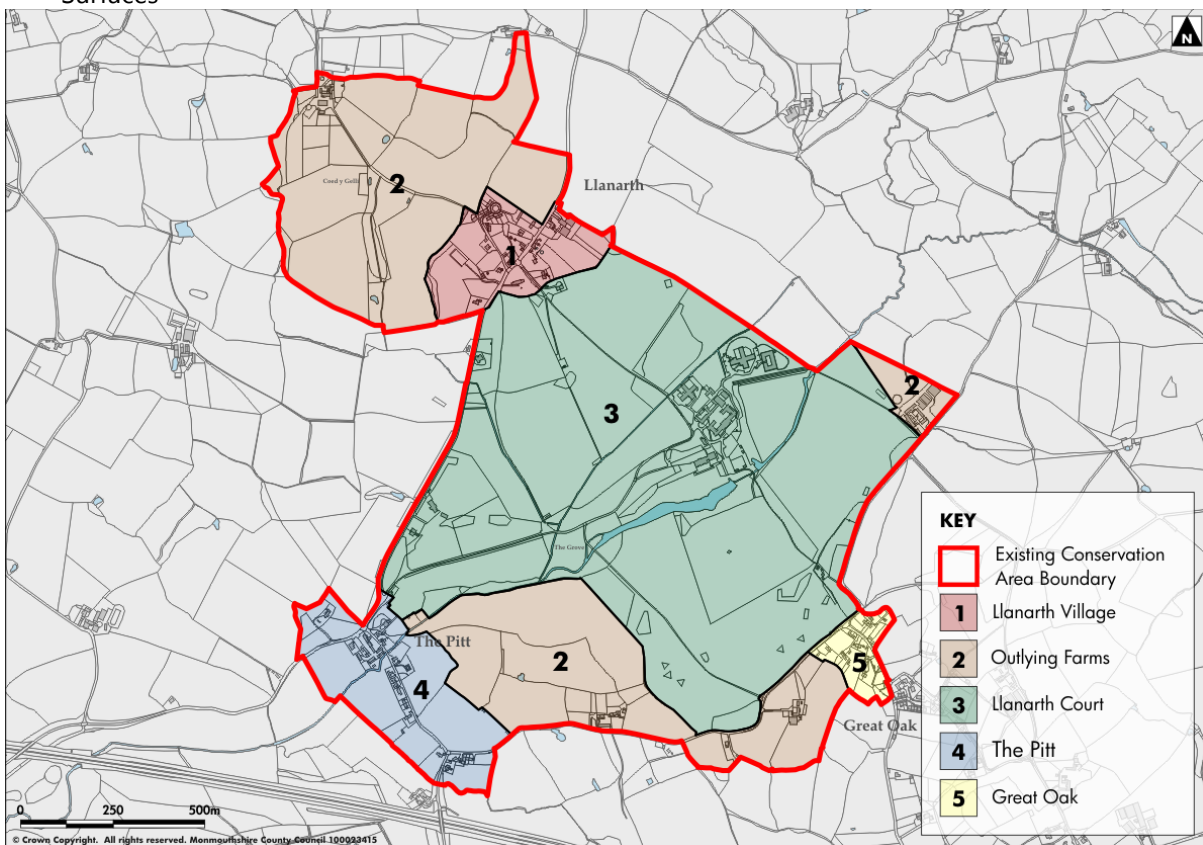 Surfaces
N
Llanarth
Coed y Gelli
2
1
2
3
The Grove
The Pitt
2
4
5
Great Oak
KEY
Existing Conservation
Area Boundary
1 Llanarth Village
2 Outlying Farms
3 Llanarth Court
4 The Pitt
5 Great Oak
0 250 500m
© Crown Copyright. All rights reserved. Monmouthshire County Council 100023415